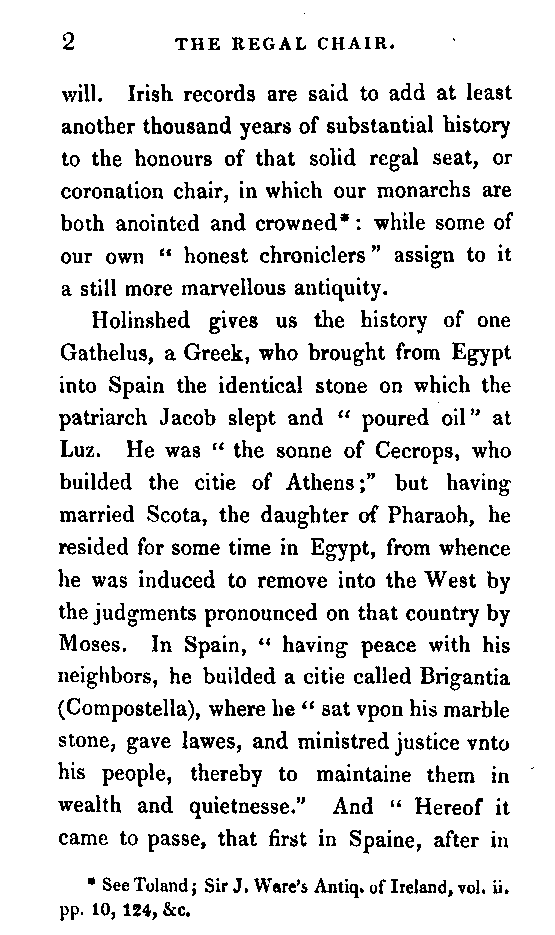 2 THE REGAL CHAIR.
will. Irish records are said to add at least
another thousand years of substantial history
to the honours of that solid regal seat, or
coronation chair, in which our monarchs are
both anointed and crowned* : while some of
our own “ honest chroniclers ” assign to it
a still more marvellous antiquity.
Holinshed gives us the history of one
Gathelus, a Greek, who brought from Egypt
into Spain the identical stone on which the
patriarch Jacob slept and “ poured oil ” at
Luz. He was “ the sonne of Cecrops, who
builded the citie of Athens ;” but having
married Scota, the daughter of Pharaoh, he
resided for some time in Egypt, from whence
he was induced to remove into the West by
the judgments pronounced on that country by
Moses. In Spain, “ having peace with his
neighbors, he builded a citie called Brigantia
(Compostella), where he “ sat vpon his marble
stone, gave lawes, and ministred justice vnto
his people, thereby to maintaine them in
wealth and quietnesse.” And “ Hereof it
came to passe, that first in Spaine, after in
* See Toland ; Sir J. Ware’s Antiq. of Ireland, vol. ii.
pp. 10, 124, &c.